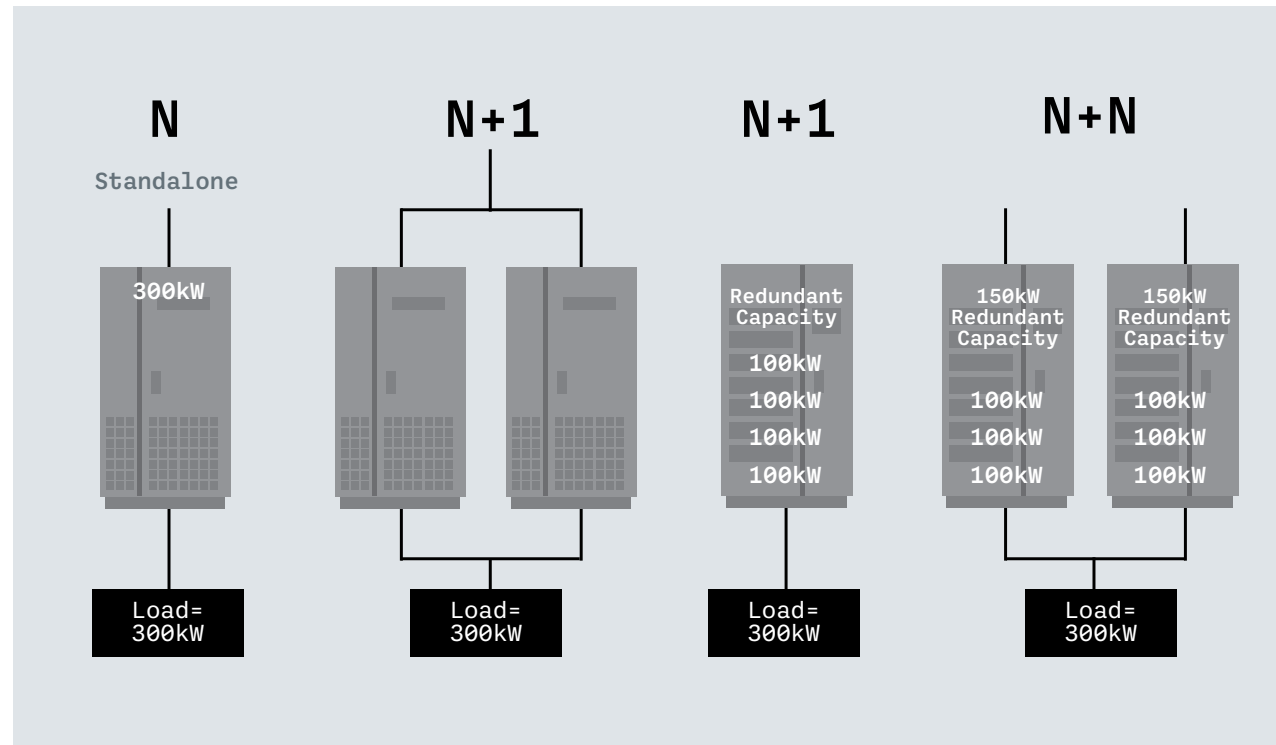 N
Standalone
300kW
Load=
300kW
N+1
Load=
300kW
N+1
Redundant
Capacity
100kW
100kW
100kW
100kW
Load=
300kW
N+N
150kW
Redundant
Capacity
100kW
100kW
100kW
150kW
Redundant
Capacity
100kW
100kW
100kW
Load=
300kW